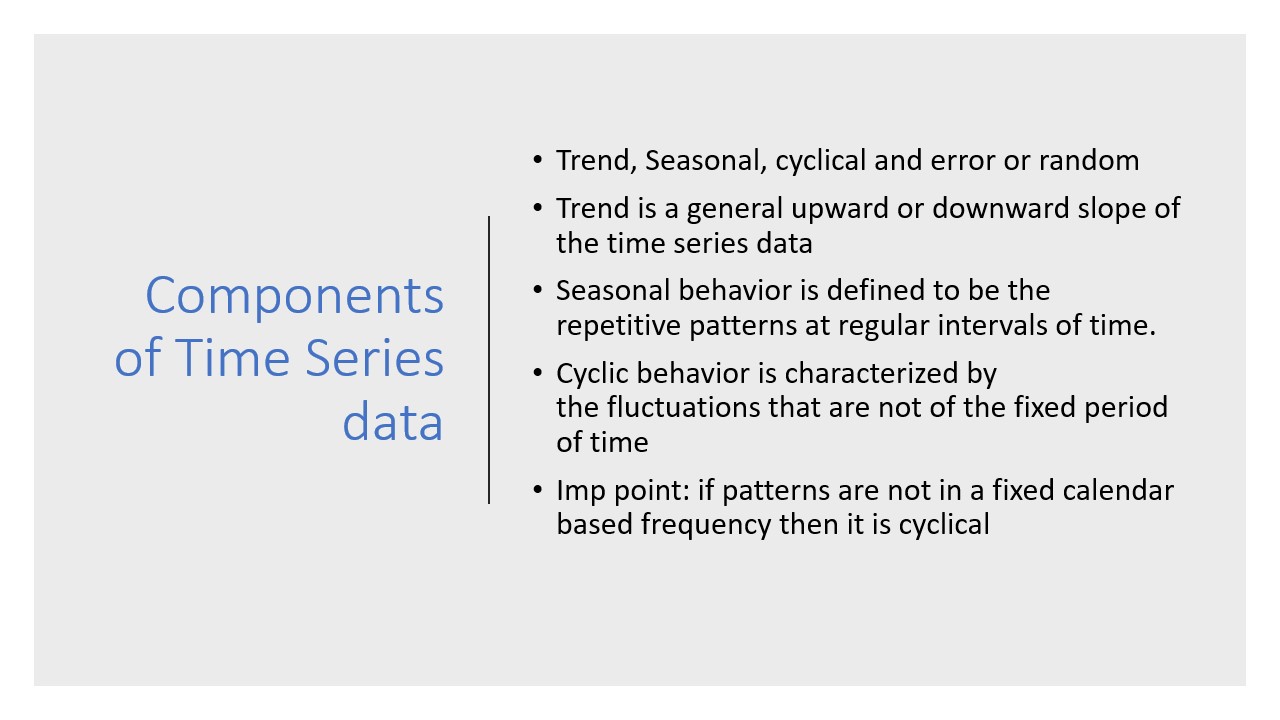 Components
of Time Series
data
• Trend, Seasonal, cyclical and error or random
• Trend is a general upward or downward slope of
the time series data
• Seasonal behavior is defined to be the
repetitive patterns at regular intervals of time.
• Cyclic behavior is characterized by
the fluctuations that are not of the fixed period
of time
• Imp point: if patterns are not in a fixed calendar
based frequency then it is cyclical